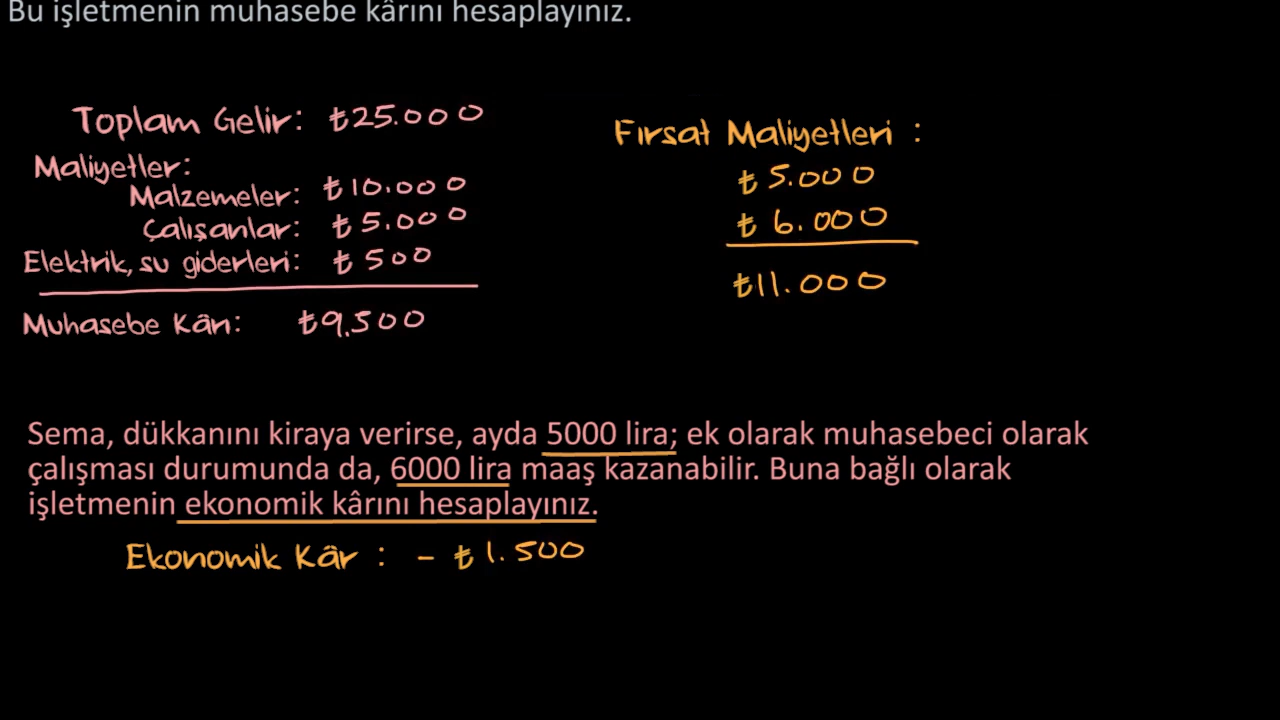 Bu işletmenin muhasebe kârını hesaplayınız.
Toplam Gelir: ₺25.000
Maliyetler:
Malzemeler: ₺10.000
Çalışanlar: ₺5.000
Elektrik, su giderleri: ₺500
Muhasebe Kârı: ₺9.500
Fırsat Maliyetleri :
₺5.000
₺6.000
₺11.000
Sema, dükkanını kiraya verirse, ayda 5000 lira; ek olarak muhasebeci olarak
çalışması durumunda da, 6000 lira maaş kazanabilir. Buna bağlı olarak
işletmenin ekonomik kârını hesaplayınız.
Ekonomik Kâr : - ₺1.500